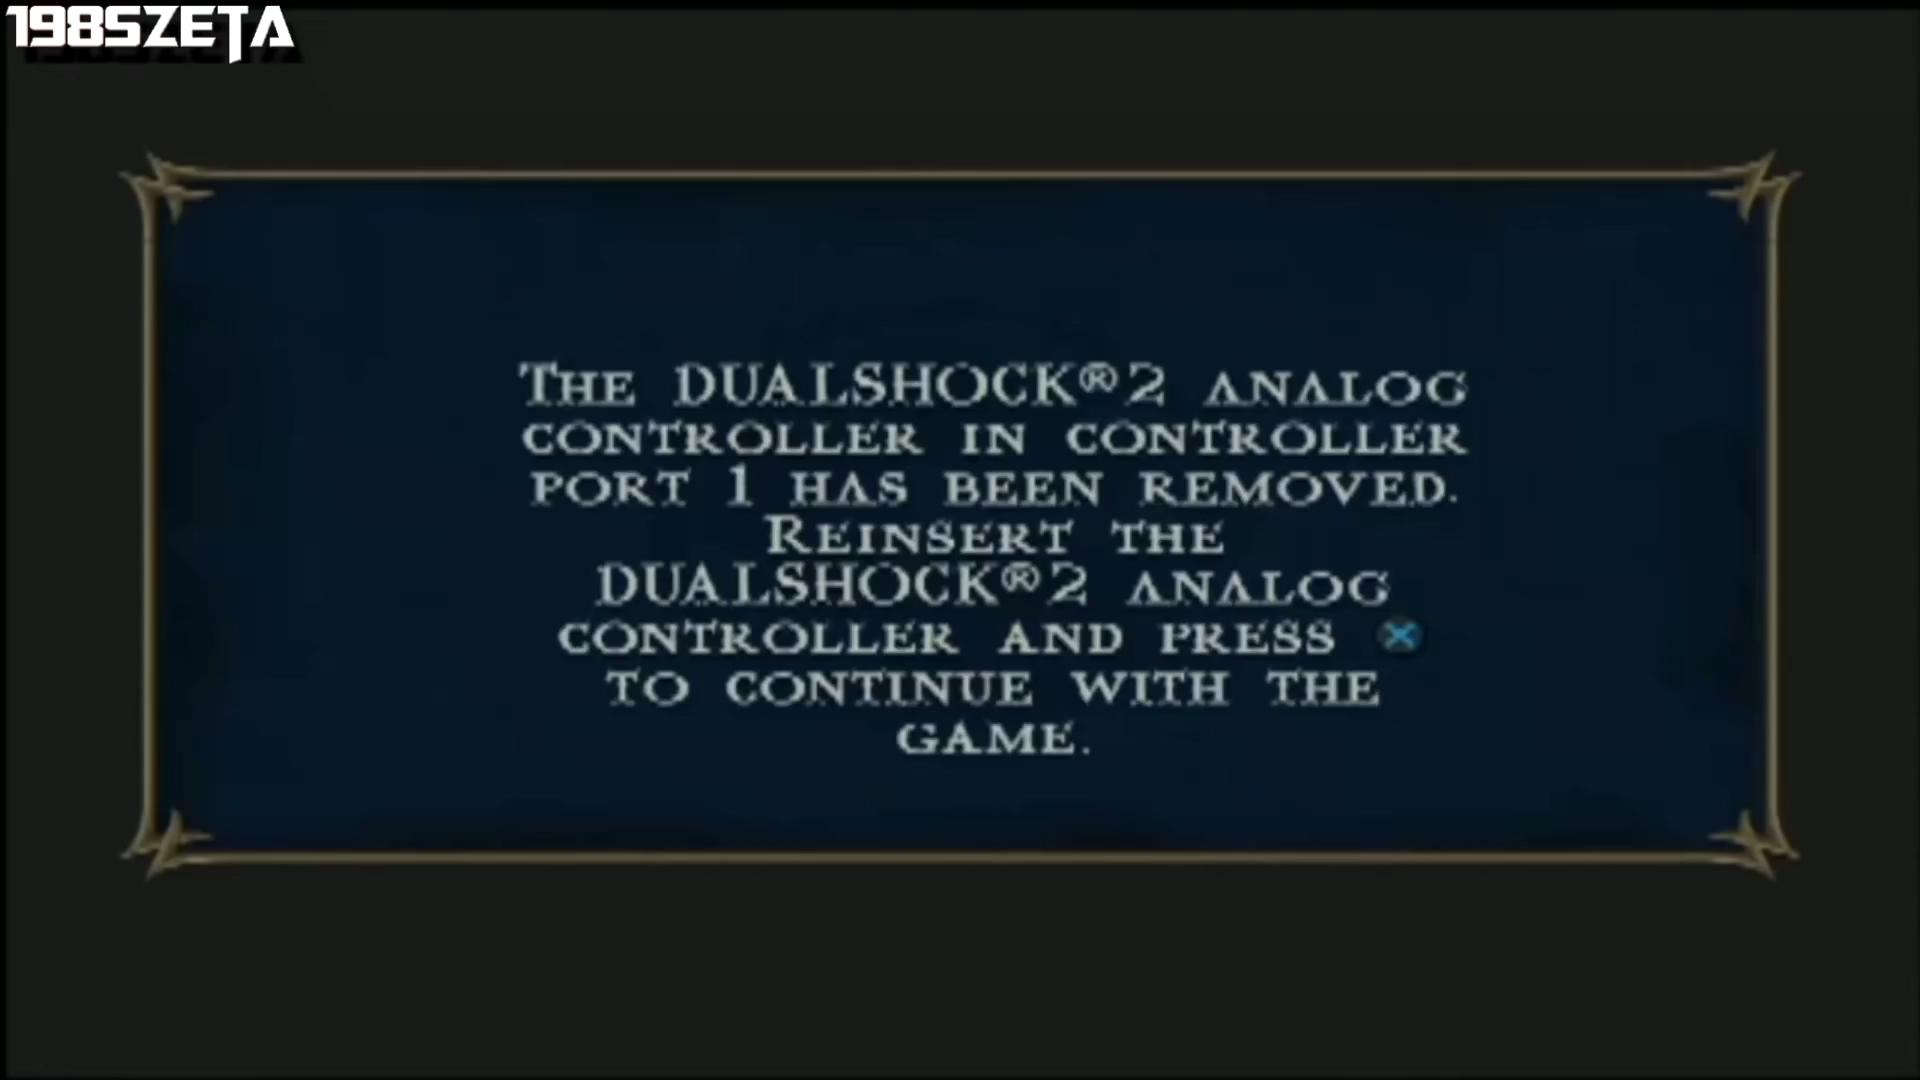 1985ZETA
THE DUALSHOCK®2 ANALOG
CONTROLLER IN CONTROLLER
PORT 1 HAS BEEN REMOVED.
REINSERT THE
DUALSHOCK®2 ANALOG
CONTROLLER AND PRESS
TO CONTINUE WITH THE
GAME.